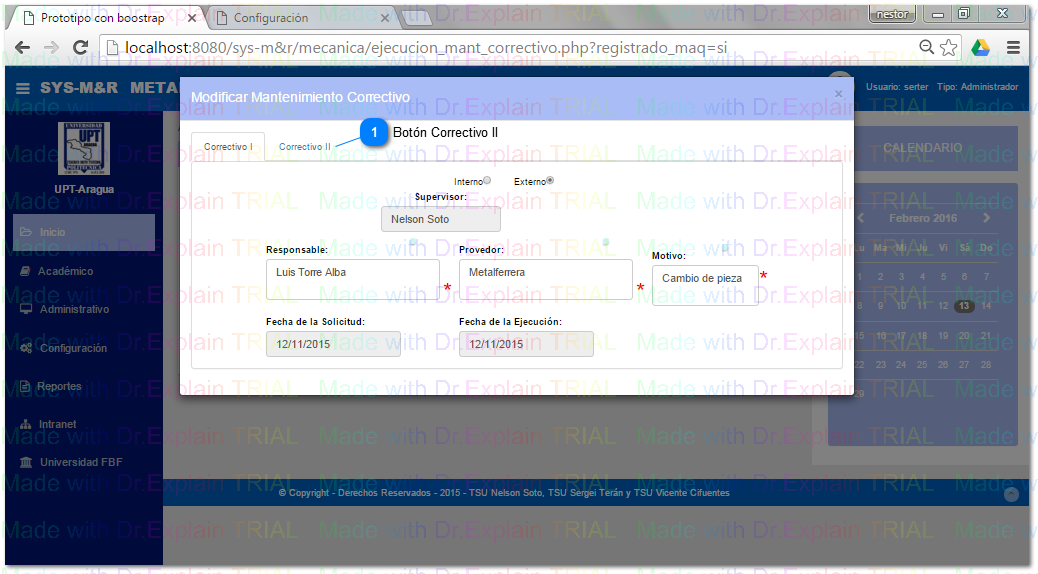 Prototipo con boostrap
Configuración
nestor
localhost:8080/sys-m&r/mecanica/ejecucion_mant_correctivo.php?registrado_maq=si
SYS-M&R META
Usuario: serter Tipo: Administrador
Modificar Mantenimiento Correctivo
×
1 Botón Correctivo II
Correctivo I
Correctivo II
UNIVERSIDAD
UPT
UPT-Aragua
CALENDARIO
Interno
Externo
Supervisor:
Nelson Soto
Responsable:
Provedor:
Motivo:
Luis Torre Alba
*
Metalferrera
*
Cambio de pieza
*
Fecha de la Solicitud:
Fecha de la Ejecución:
12/11/2015
12/11/2015
Inicio
Académico
Administrativo
Configuración
Reportes
Intranet
Universidad FBF
Febrero 2016
Lu Ma Mi Ju Vi Sá Do
1 2 3 4 5 6 7
8 9 10 11 12 13 14
15 16 17 18 19 20 21
22 23 24 25 26 27 28
29
© Copyright - Derechos Reservados - 2015 - TSU Nelson Soto, TSU Sergei Terán y TSU Vicente Cifuentes
Made with Dr.Explain TRIAL